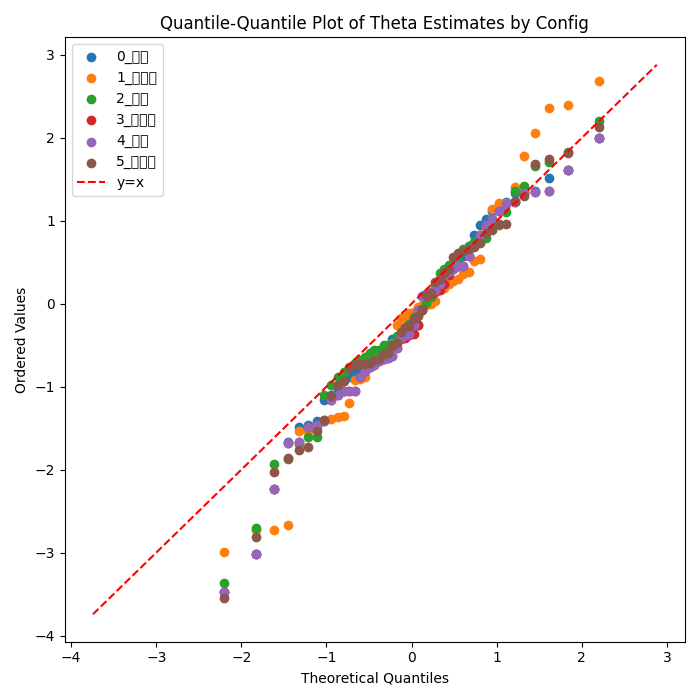 Quantile-Quantile Plot of Theta Estimates by Config
3
2
1
0
−1
−2
−3
−4
Ordered Values
0_
1_
2_
3_
4_
5_
y=x
−4 −3 −2 −1 0 1 2 3
Theoretical Quantiles